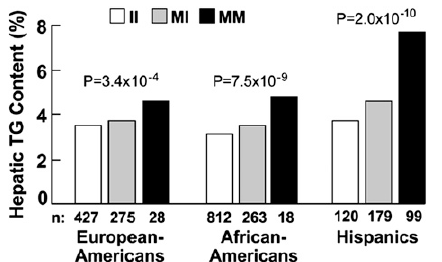 II MI MM
Hepatic TG Content (%)
8
6
4
2
0
P=3.4x10-4
P=7.5x10-9
P=2.0x10-10
n: 427 275 28 812 263 18 120 179 99
European-
Americans
African-
Americans
Hispanics